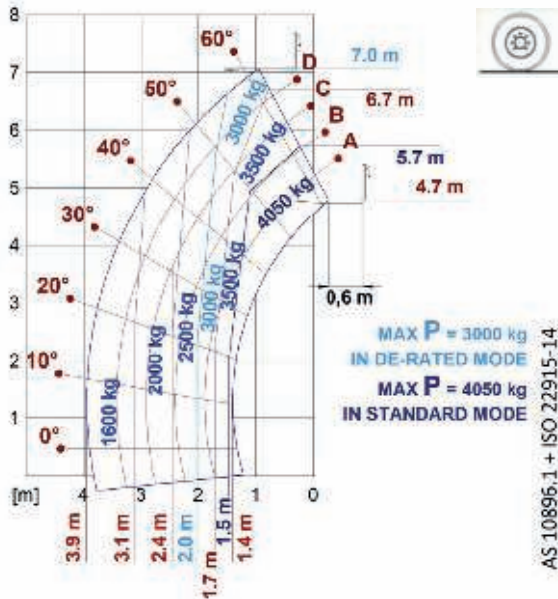 8
7
6
5
4
3
2
1
[m]
4
3
2
1
0
60°
50°
40°
30°
20°
10°
0°
D
C
B
A
7.0 m
6.7 m
5.7 m
4.7 m
0,6 m
3000 kg
3500 kg
4050 kg
1600 kg
2000 kg
2500 kg
3000 kg
3500 kg
MAX P = 3000 kg
IN DE-RATED MODE
MAX P = 4050 kg
IN STANDARD MODE
AS 10896.1 + ISO 22915-14
3.9 m
3.1 m
2.4 m
2.0 m
1.7 m
1.5 m
1.4 m